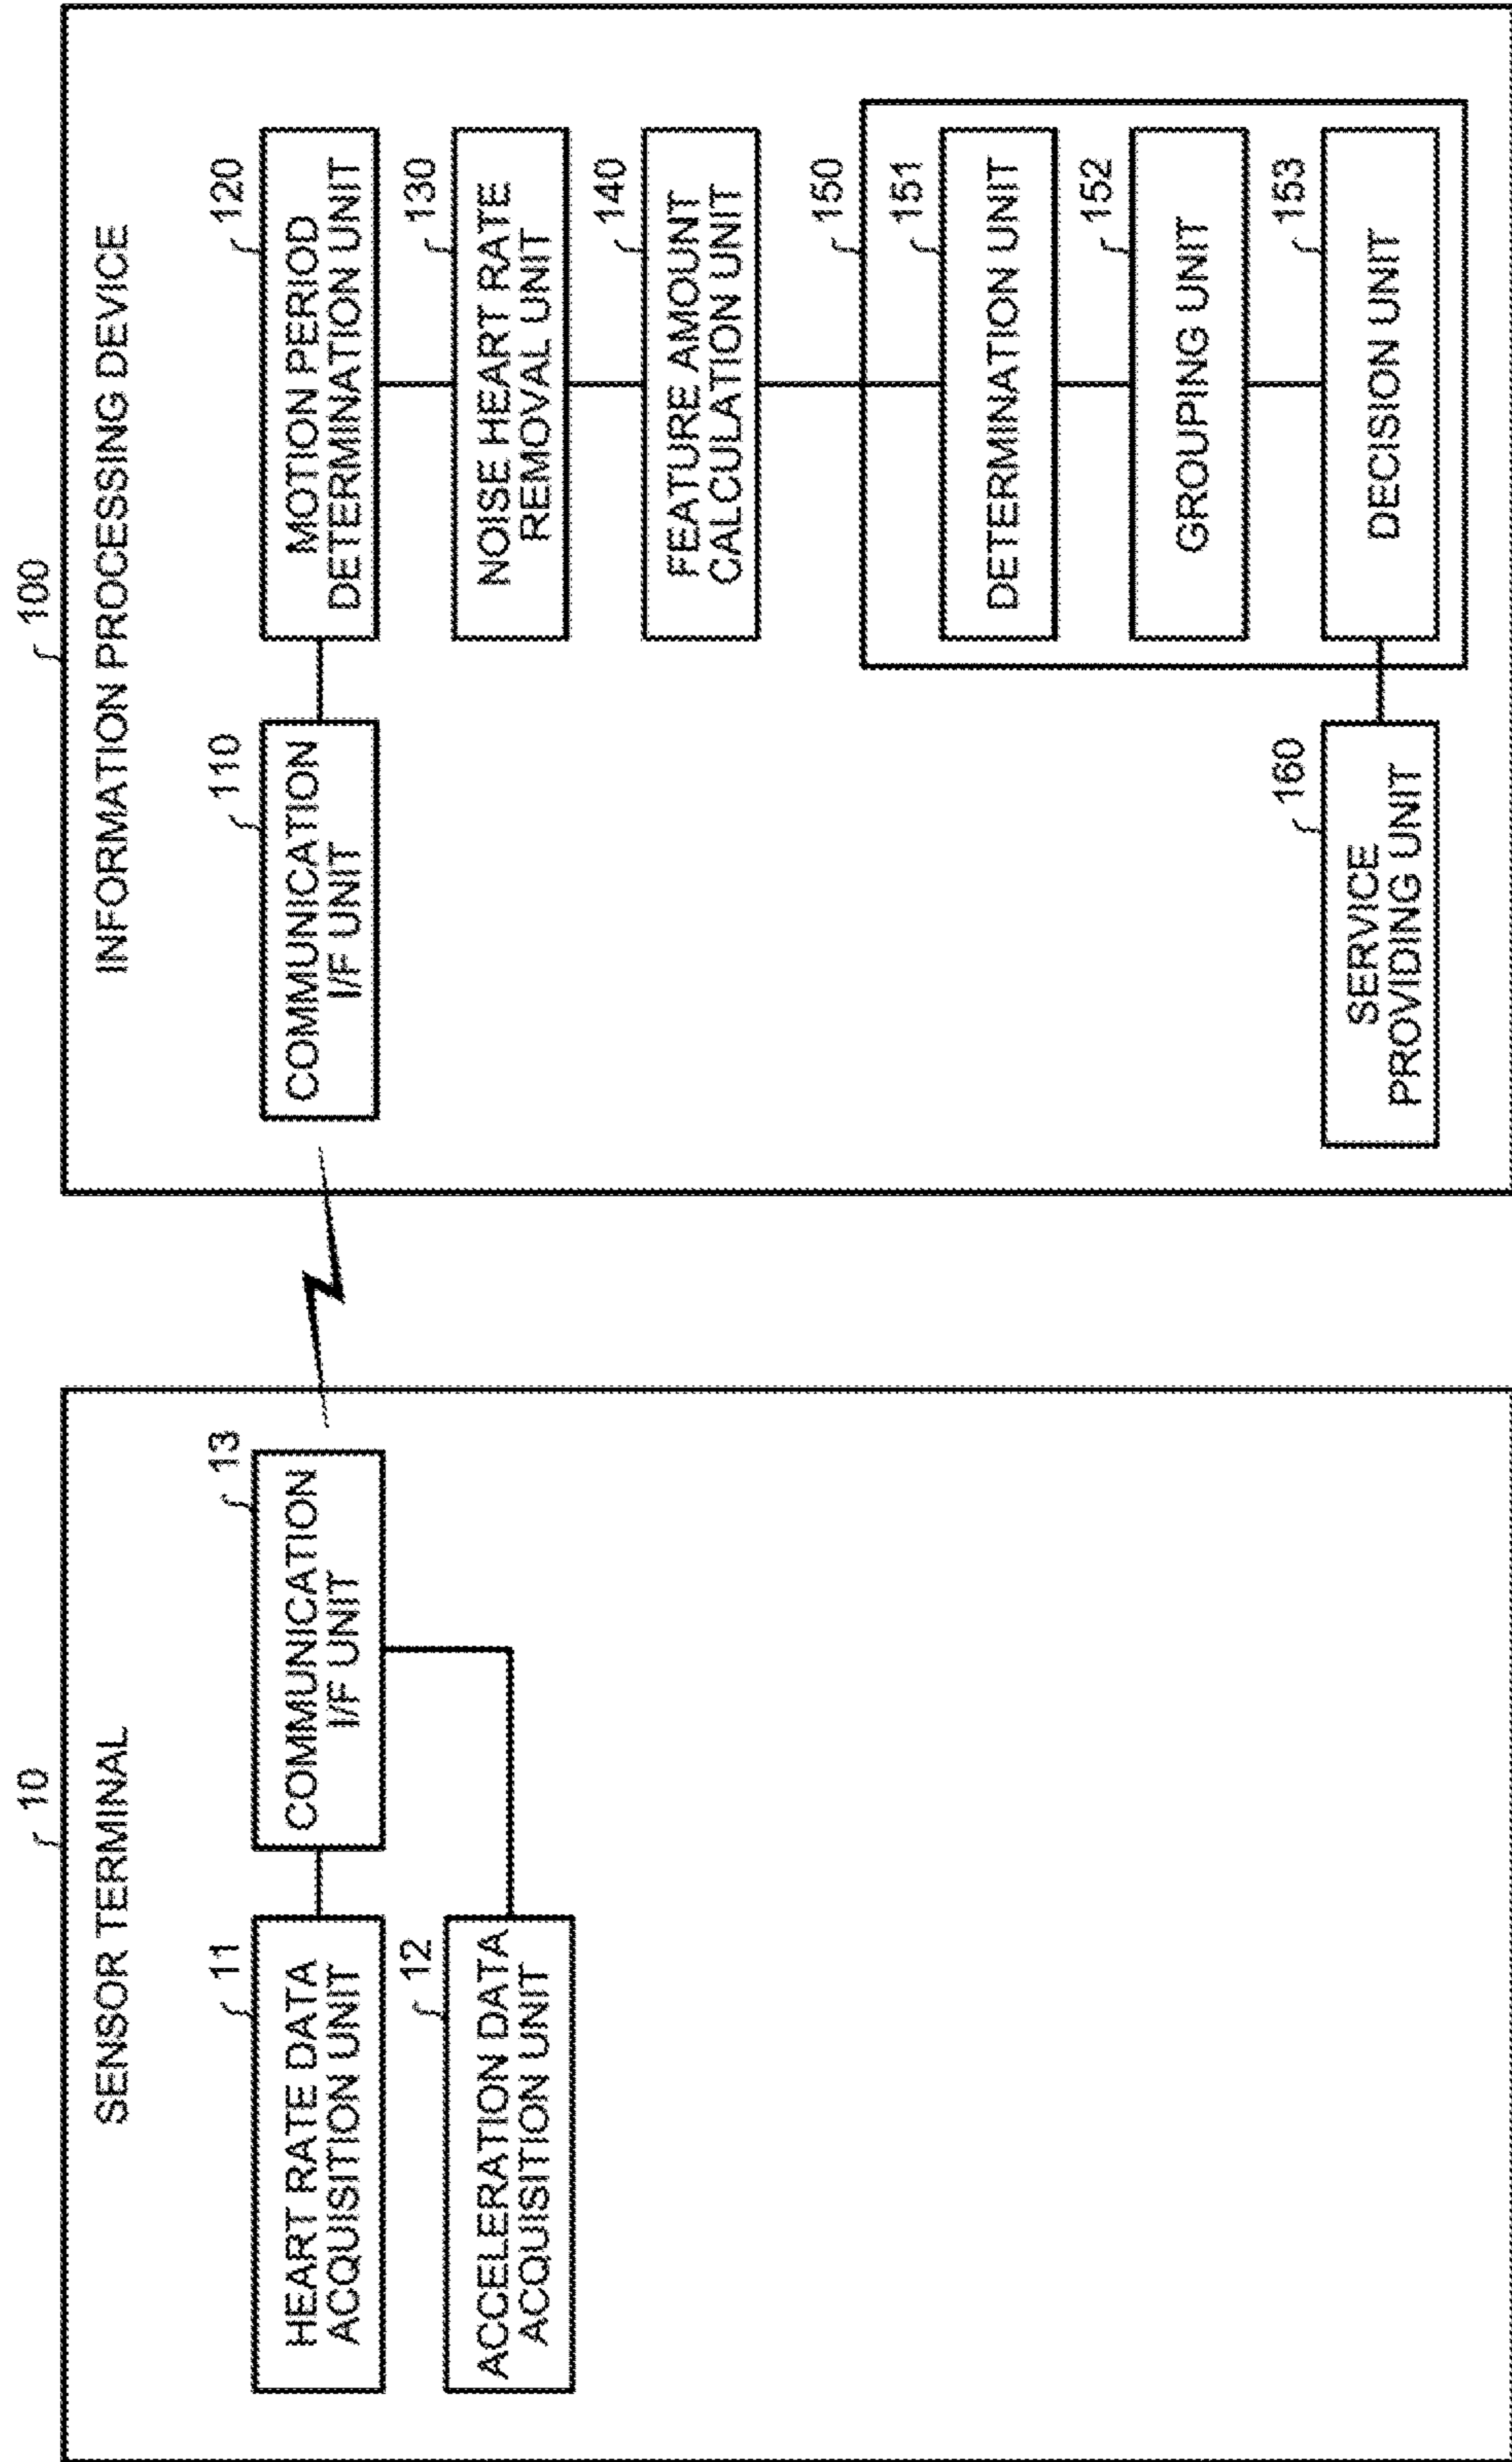 10
SENSOR TERMINAL
11
HEART RATE DATA
ACQUISITION UNIT
12
ACCELERATION DATA
ACQUISITION UNIT
13
COMMUNICATION
I/F UNIT
100
INFORMATION PROCESSING DEVICE
110
COMMUNICATION
I/F UNIT
120
MOTION PERIOD
DETERMINATION UNIT
130
NOISE HEART RATE
REMOVAL UNIT
140
FEATURE AMOUNT
CALCULATION UNIT
150
151
DETERMINATION UNIT
152
GROUPING UNIT
153
DECISION UNIT
160
SERVICE
PROVIDING UNIT